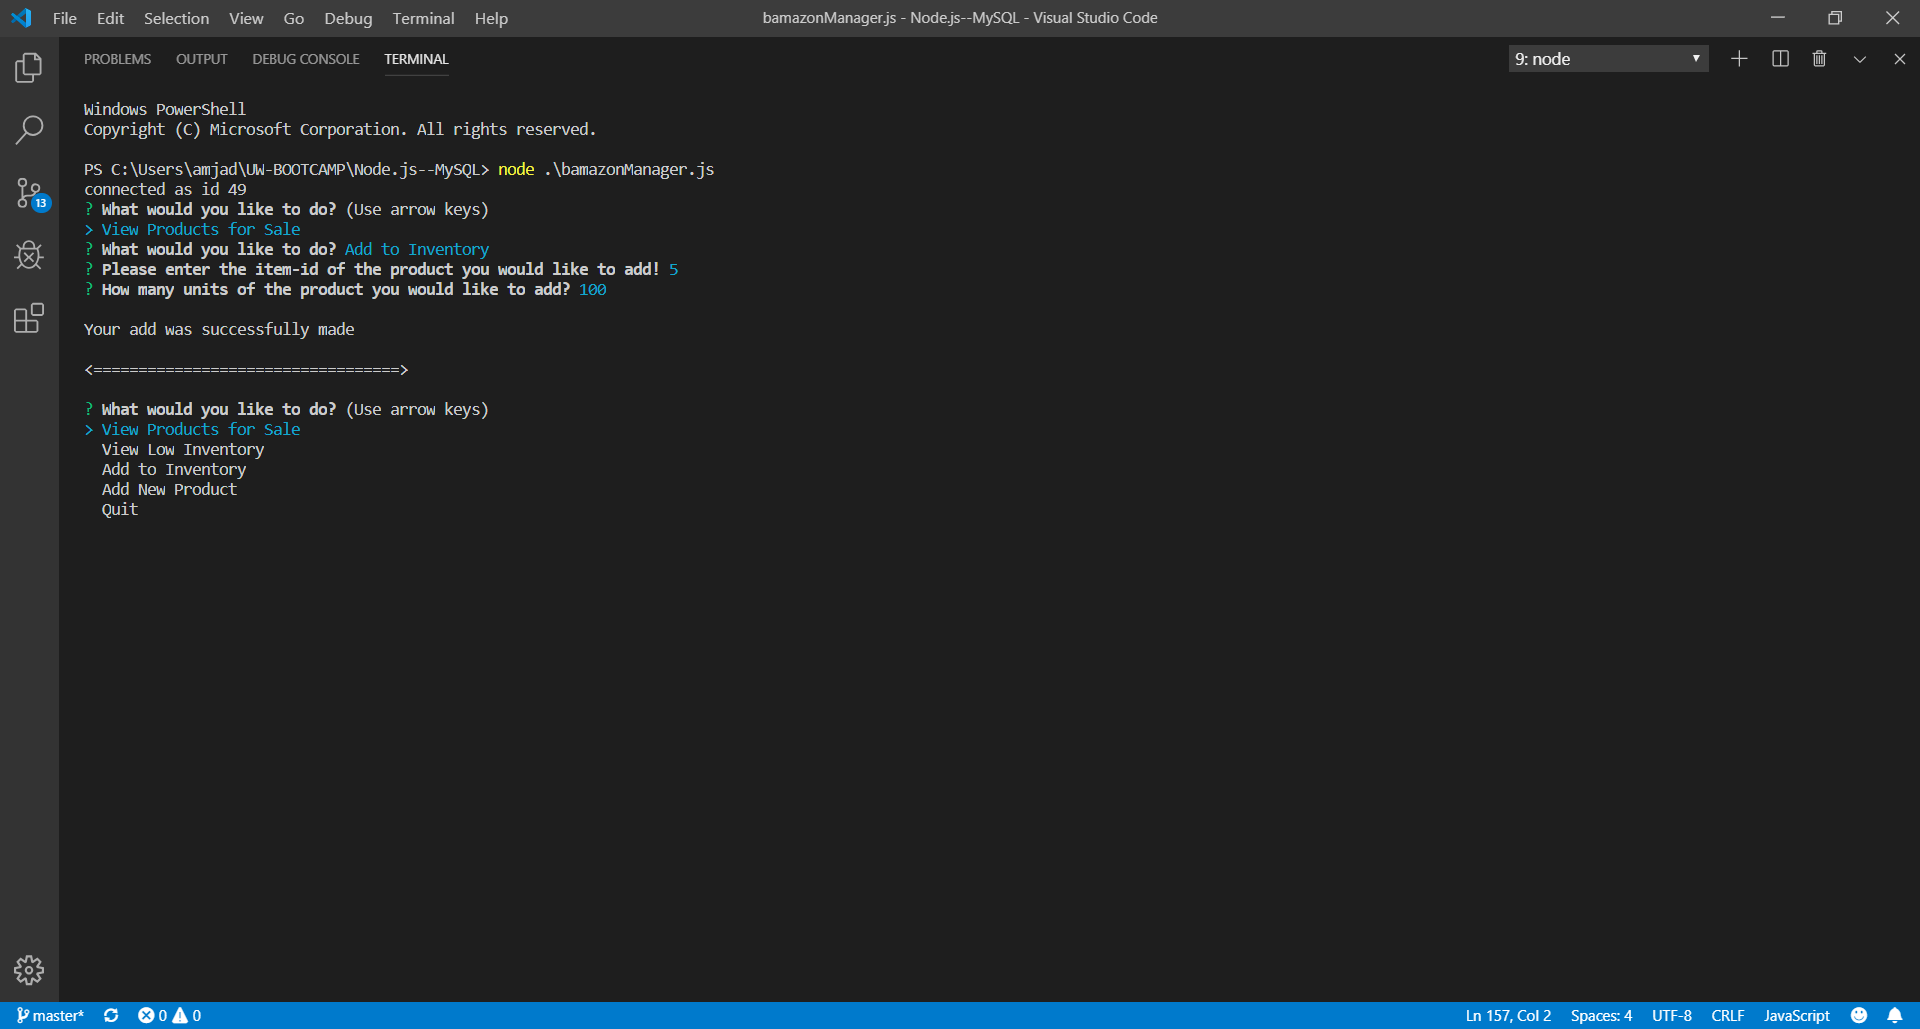 File Edit Selection View Go Debug Terminal Help bamazonManager.js - Node.js--MySQL - Visual Studio Code
PROBLEMS OUTPUT DEBUG CONSOLE TERMINAL 9: node
Windows PowerShell
Copyright (C) Microsoft Corporation. All rights reserved.
PS C:\Users\amjad\UW-BOOTCAMP\Node.js--MySQL> node .\bamazonManager.js
connected as id 49
? What would you like to do? (Use arrow keys)
> View Products for Sale
? What would you like to do? Add to Inventory
? Please enter the item-id of the product you would like to add! 5
? How many units of the product you would like to add? 100
Your add was successfully made
<==================================>
? What would you like to do? (Use arrow keys)
> View Products for Sale
View Low Inventory
Add to Inventory
Add New Product
Quit
13
master* 0 0 Ln 157, Col 2 Spaces: 4 UTF-8 CRLF JavaScript